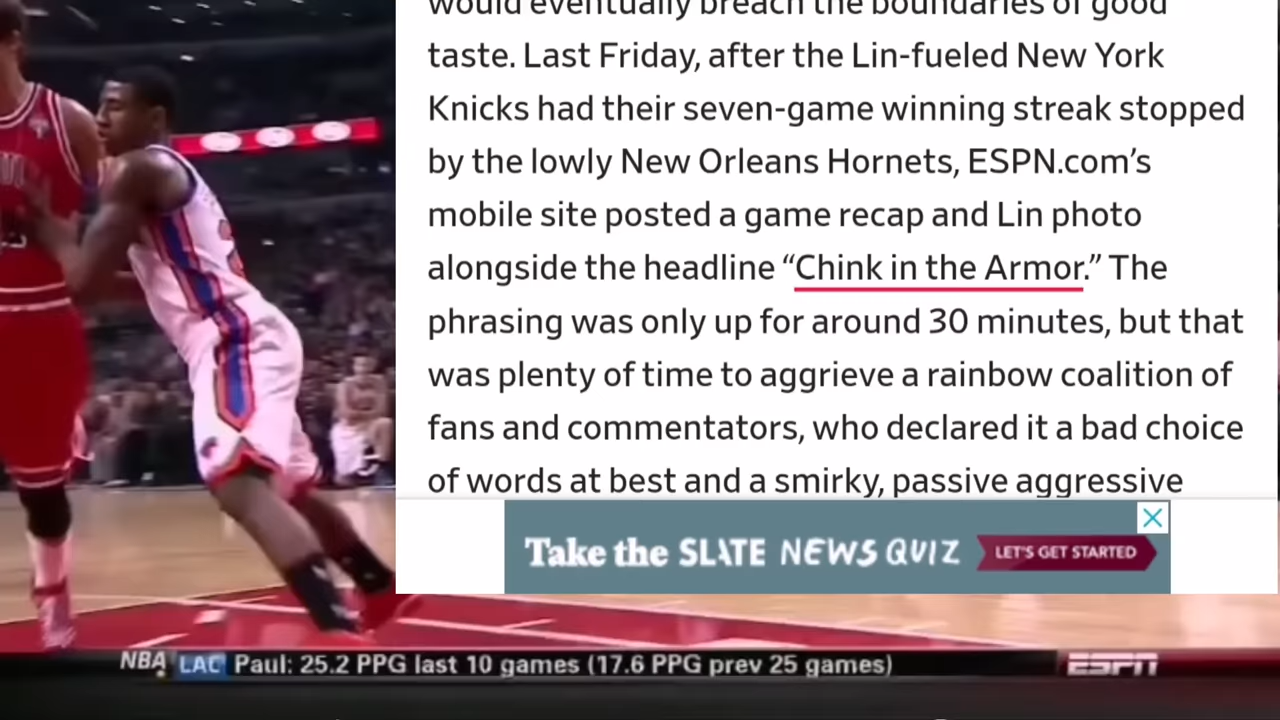 would eventually breach the boundaries of good
taste. Last Friday, after the Lin-fueled New York
Knicks had their seven-game winning streak stopped
by the lowly New Orleans Hornets, ESPN.com’s
mobile site posted a game recap and Lin photo
alongside the headline “Chink in the Armor.” The
phrasing was only up for around 30 minutes, but that
was plenty of time to aggrieve a rainbow coalition of
fans and commentators, who declared it a bad choice
of words at best and a smirky, passive aggressive
Take the SLATE NEWS QUIZ LET'S GET STARTED
NBA LAC Paul: 25.2 PPG last 10 games (17.6 PPG prev 25 games) ESPN